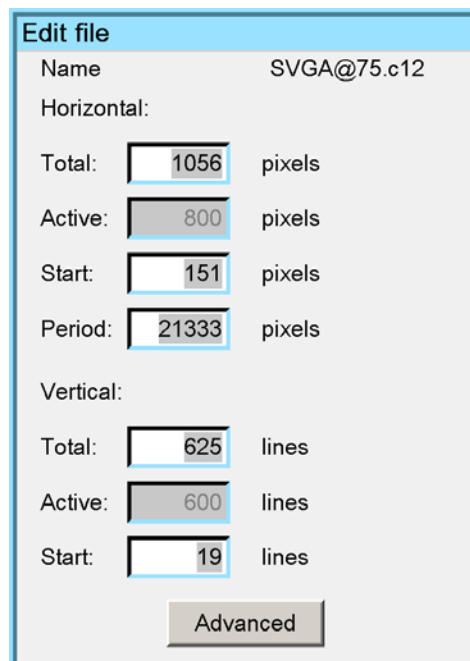 Edit file
Name SVGA@75.c12
Horizontal:
Total: 1056 pixels
Active: 800 pixels
Start: 151 pixels
Period: 21333 pixels
Vertical:
Total: 625 lines
Active: 600 lines
Start: 19 lines
Advanced